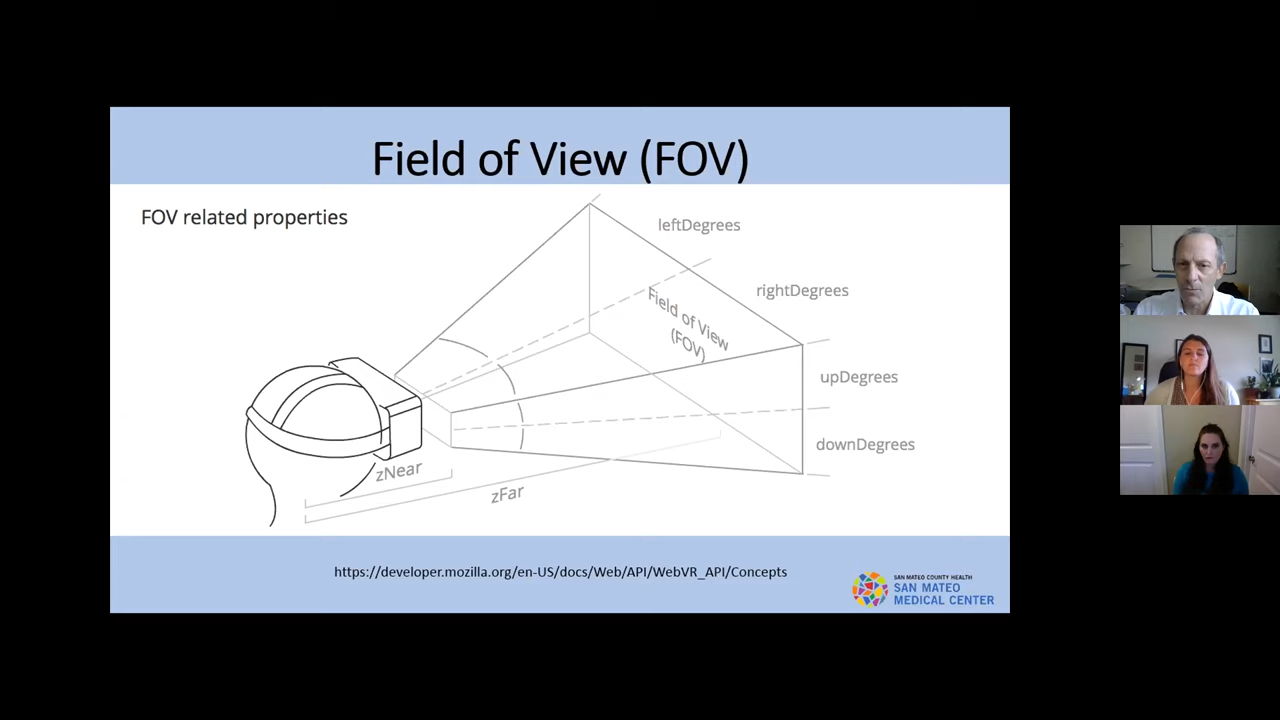 Field of View (FOV)
FOV related properties
leftDegrees
rightDegrees
Field of View
(FOV)
upDegrees
downDegrees
zNear
zFar
https://developer.mozilla.org/en-US/docs/Web/API/WebVR_API/Concepts
SAN MATEO COUNTY HEALTH
SAN MATEO
MEDICAL CENTER